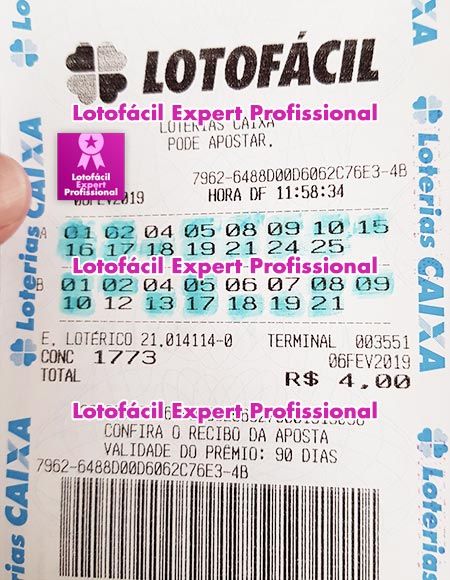 LOTOFÁCIL
Lotofácil Expert Profissional
LOTERIAS CAIXA
PODE APOSTAR.
Lotofácil
Expert
Profissional
7962-6488D00D6062C76E3-4B
06FEV2019 HORA DF 11:58:34
A 01 02 04 05 08 09 10 15
16 17 18 19 21 24 25
Lotofácil Expert Profissional
B 01 02 04 05 06 07 08 09
10 12 13 17 18 19 21
E. LOTÉRICO 21.014114-0 TERMINAL 003551
CONC 1773 06FEV2019
TOTAL R$ 4,00
Lotofácil Expert Profissional
CONFIRA O RECIBO DA APOSTA
VALIDADE DO PRÊMIO: 90 DIAS
7962-6488D00D6062C76E3-4B
Loterias CAIXA
Loterias CAIXA
Loterias CAIXA
CAIXA
Loterias CAIXA
Loterias